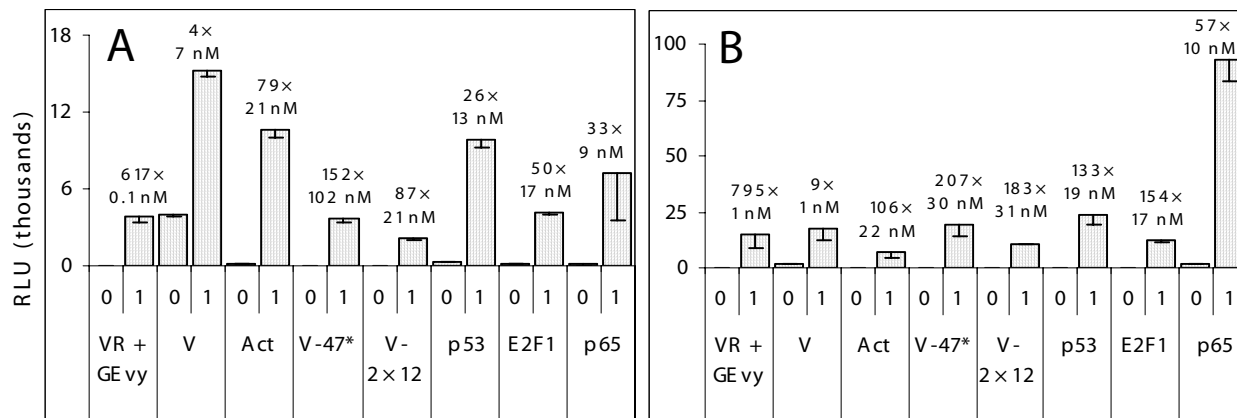 A
RLU (thousands)
18
12
6
0
617×
0.1 nM
4×
7 nM
79×
21 nM
152×
102 nM
87×
21 nM
26×
13 nM
50×
17 nM
33×
9 nM
0 1 0 1 0 1 0 1 0 1 0 1 0 1 0 1
VR + V Act V-47* V- p53 E2F1 p65
GEvy 2×12
B
100
75
50
25
0
795×
1 nM
9×
1 nM
106×
22 nM
207×
30 nM
183×
31 nM
133×
19 nM
154×
17 nM
57×
10 nM
0 1 0 1 0 1 0 1 0 1 0 1 0 1 0 1
VR + V Act V-47* V- p53 E2F1 p65
GEvy 2×12